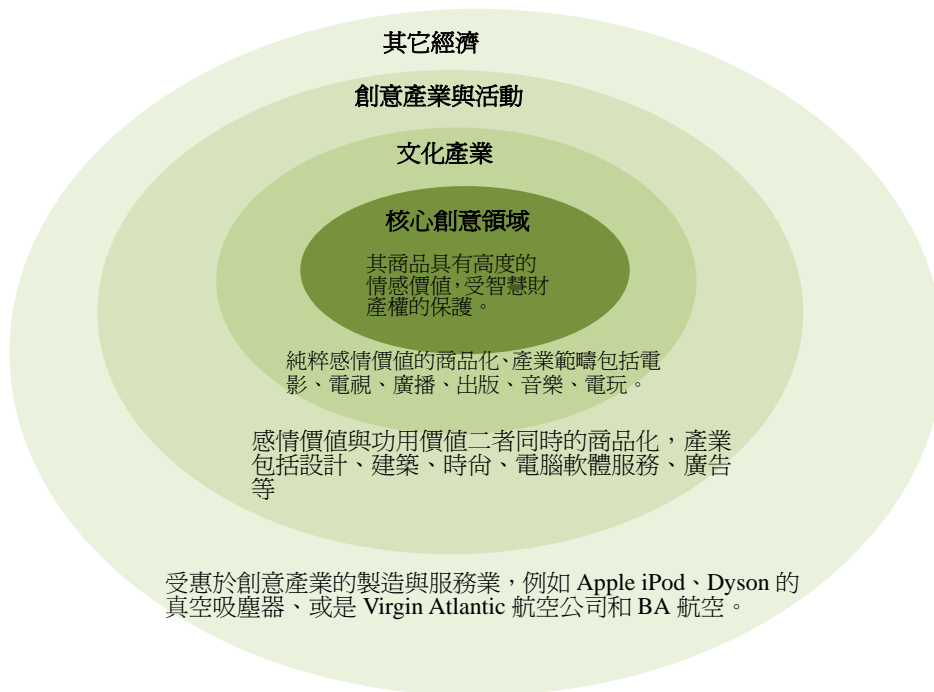 其它經濟
創意產業與活動
文化產業
核心創意領域
其商品具有高度的
情感價值，受智慧財
產權的保護。
純粹感情價值的商品化、產業範疇包括電
影、電視、廣播、出版、音樂、電玩。
感情價值與功用價值二者同時的商品化，產業
包括設計、建築、時尚、電腦軟體服務、廣告
等
受惠於創意產業的製造與服務業，例如 Apple iPod、Dyson 的
真空吸塵器、或是 Virgin Atlantic 航空公司和 BA 航空。